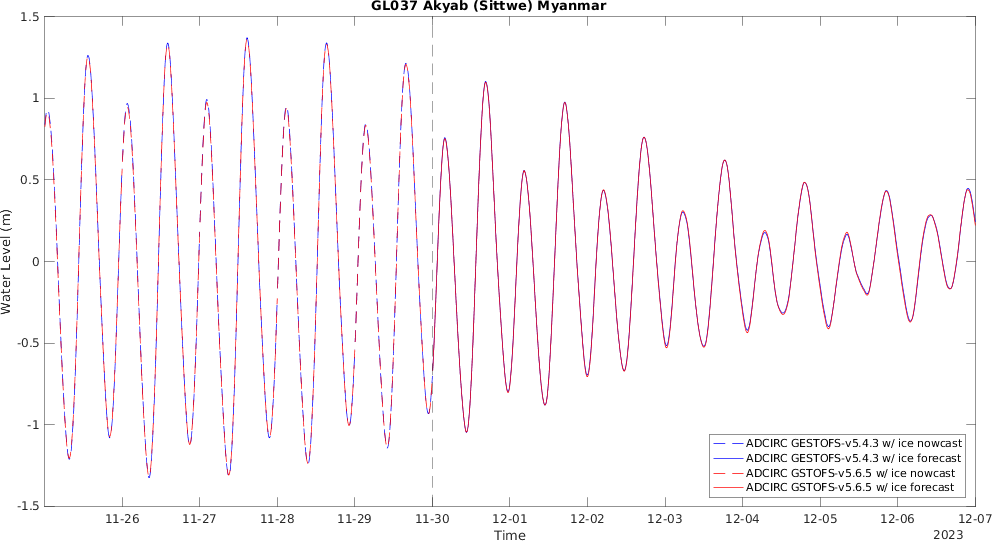 GL037 Akyab (Sittwe) Myanmar
1.5
1
0.5
0
-0.5
-1
-1.5
Water Level (m)
ADCIRC GESTOFS-v5.4.3 w/ ice nowcast
ADCIRC GESTOFS-v5.4.3 w/ ice forecast
ADCIRC GSTOFS-v5.6.5 w/ ice nowcast
ADCIRC GSTOFS-v5.6.5 w/ ice forecast
11-26 11-27 11-28 11-29 11-30 12-01 12-02 12-03 12-04 12-05 12-06 12-07
Time
2023